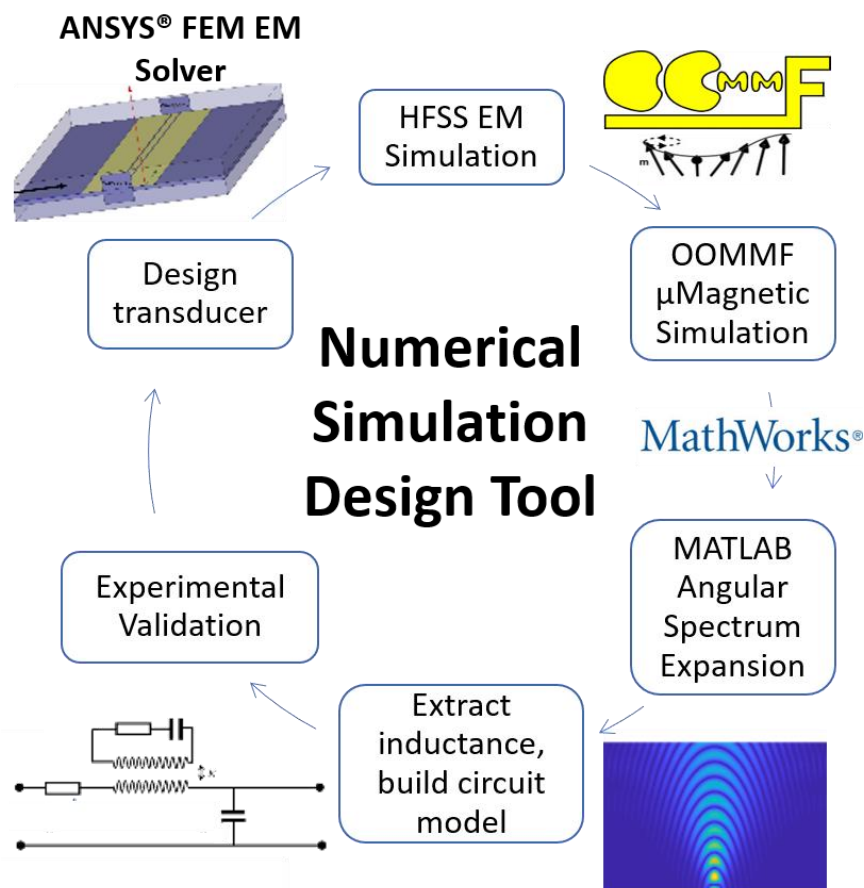 ANSYS® FEM EM
Solver
HFSS EM
Simulation
OOMMF
m
OOMMF
µMagnetic
Simulation
Design
transducer
Numerical
Simulation
Design Tool
MathWorks®
MATLAB
Angular
Spectrum
Expansion
Experimental
Validation
Extract
inductance,
build circuit
model
K